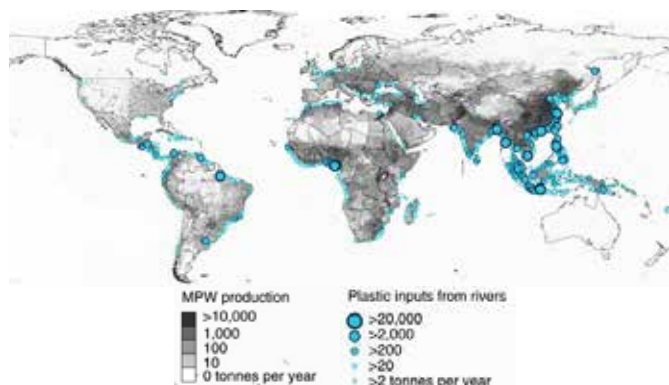 MPW production
>10,000
1,000
100
10
0 tonnes per year
Plastic inputs from rivers
>20,000
>2,000
>200
>20
>2 tonnes per year